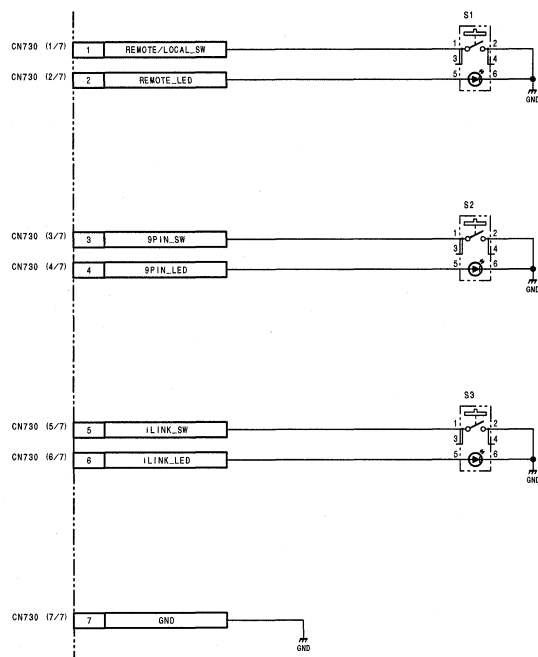 S1
CN730 (1/7) 1 REMOTE/LOCAL_SW 1 2
3 4
CN730 (2/7) 2 REMOTE_LED 5 6
GND
S2
CN730 (3/7) 3 9PIN_SW 1 2
3 4
CN730 (4/7) 4 9PIN_LED 5 6
GND
S3
CN730 (5/7) 5 iLINK_SW 1 2
3 4
CN730 (6/7) 6 iLINK_LED 5 6
GND
CN730 (7/7) 7 GND
GND